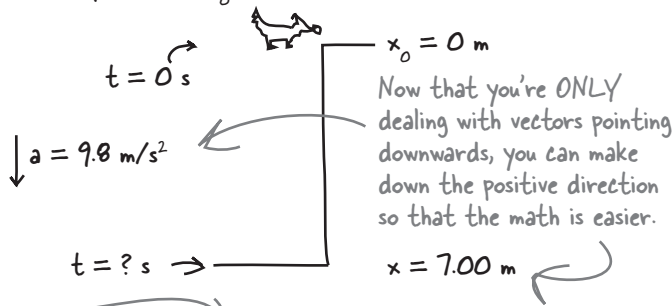 x₀ = 0 m
t = 0 s
Now that you're ONLY
dealing with vectors pointing
downwards, you can make
down the positive direction
so that the math is easier.
a = 9.8 m/s²
t = ? s
x = 7.00 m